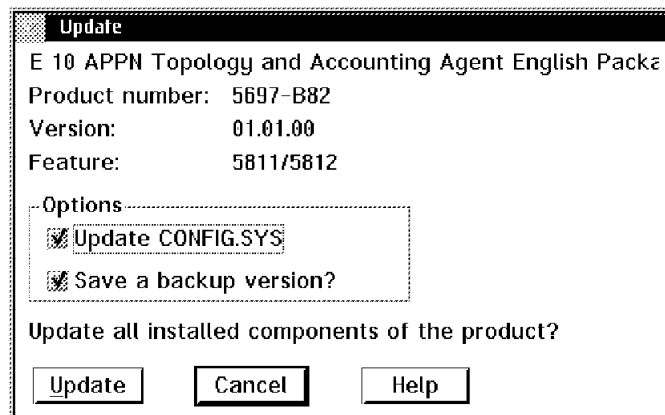 Update
E 10 APPN Topology and Accounting Agent English Packa
Product number: 5697-B82
Version: 01.01.00
Feature: 5811/5812
Options
Update CONFIG.SYS
Save a backup version?
Update all installed components of the product?
Update Cancel Help